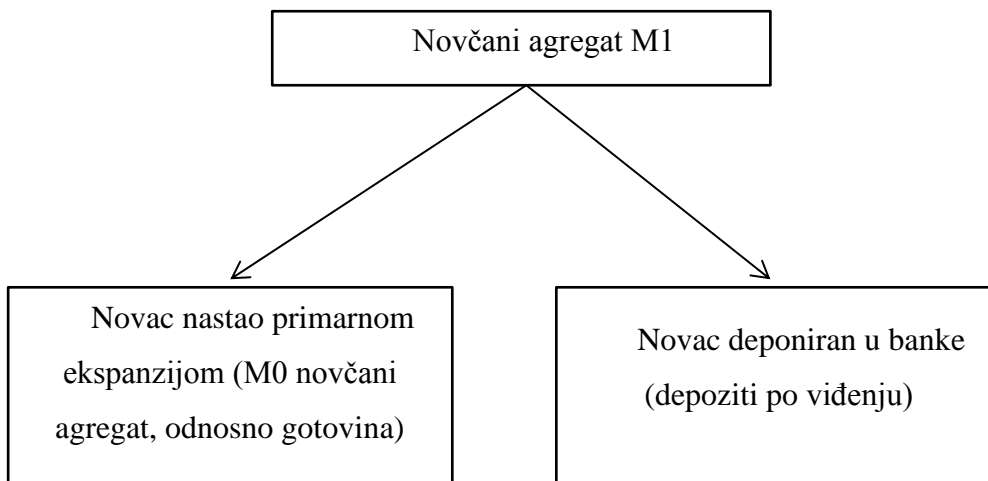 Novčani agregat M1
Novac nastao primarnom
ekspanzijom (M0 novčani
agregat, odnosno gotovina)
Novac deponiran u banke
(depoziti po viđenju)